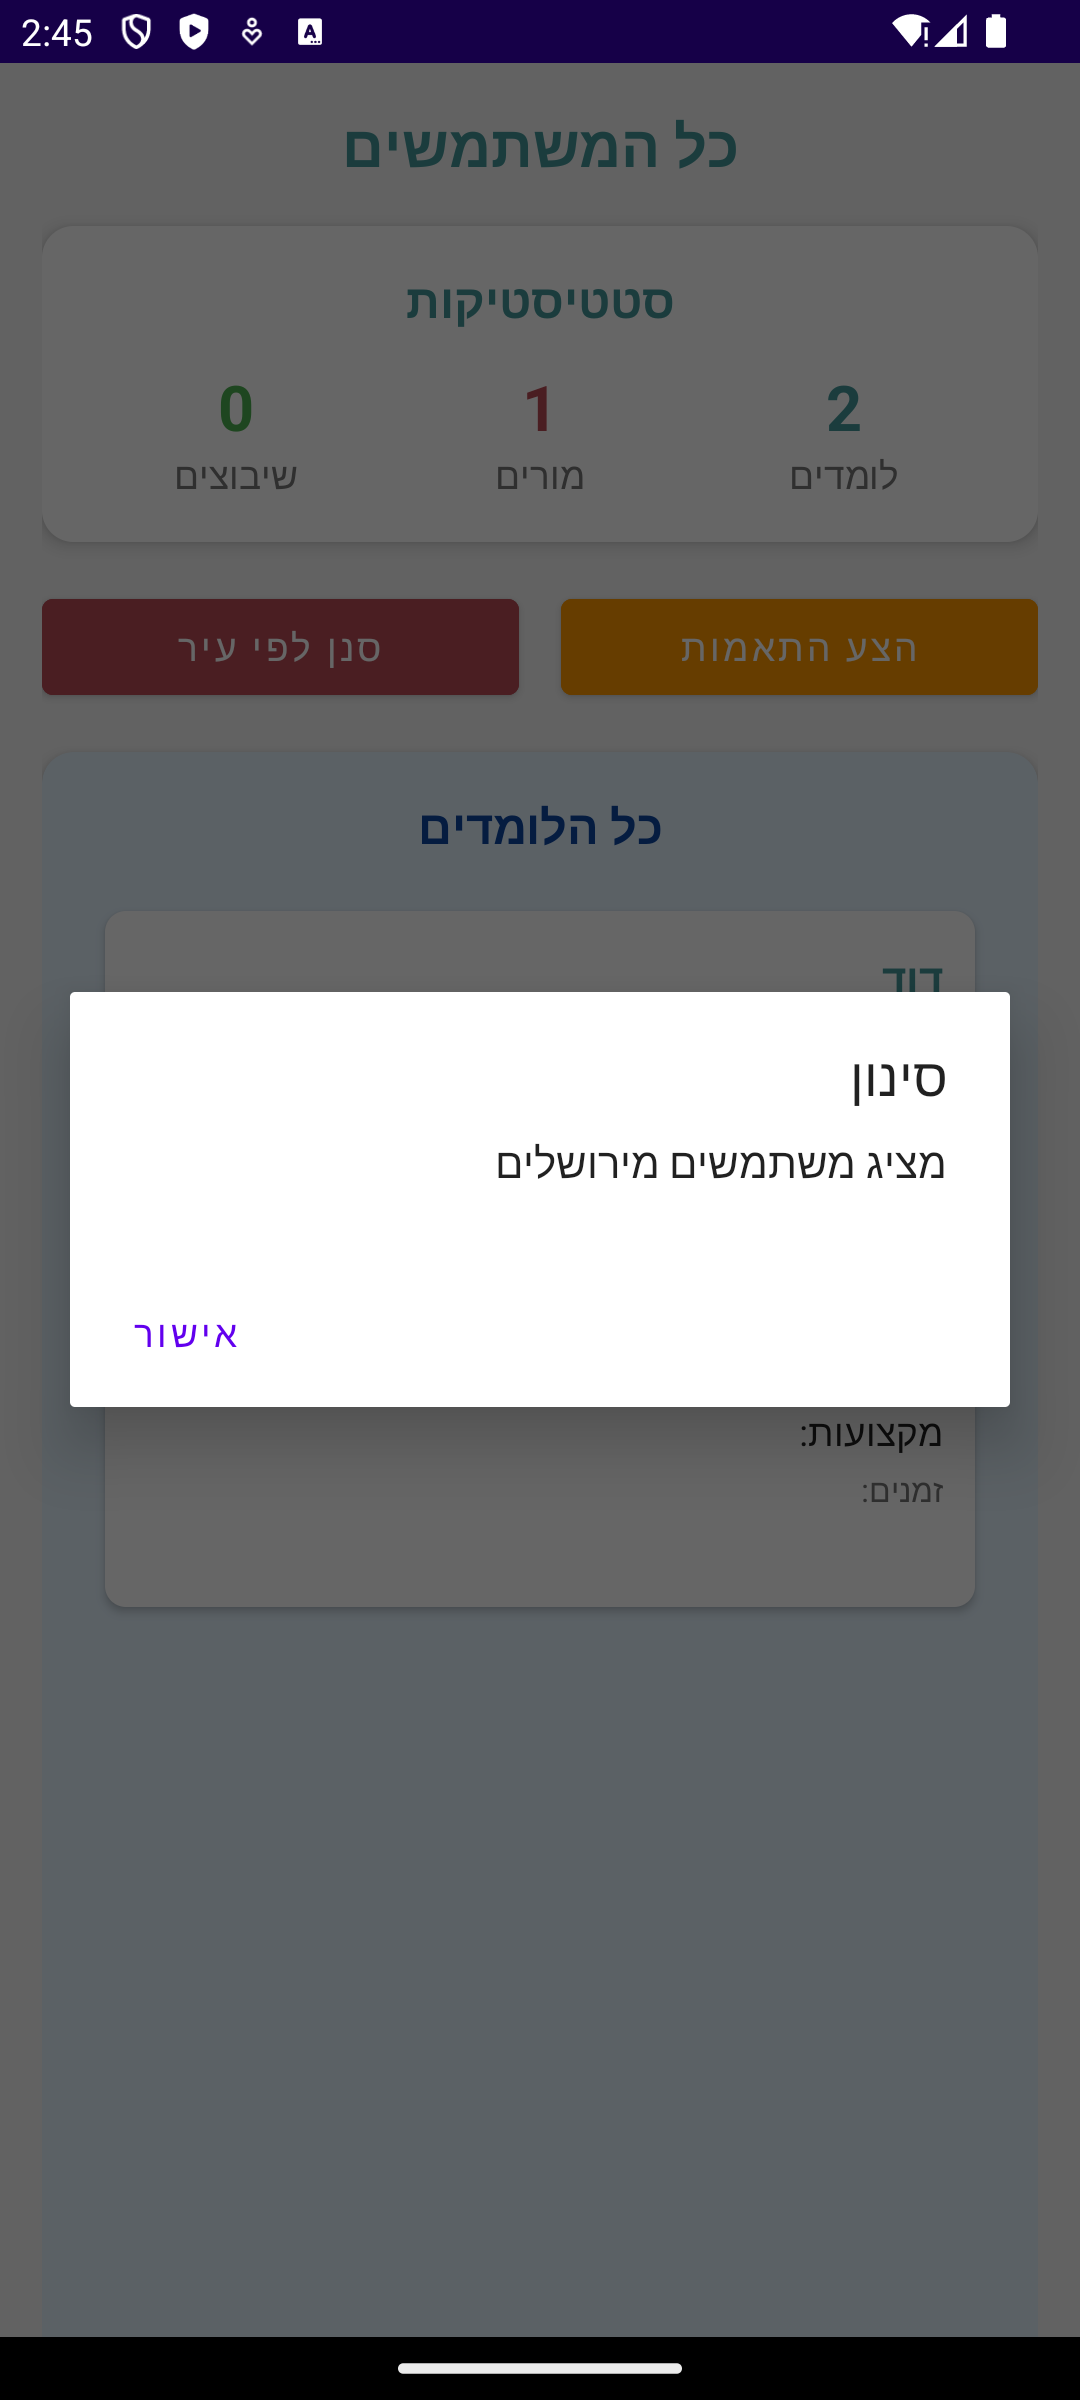 2:45
כל המשתמשים
סטטיסטיקות
2 1 0
לומדים מורים שיבוצים
הצע התאמות סנן לפי עיר
כל הלומדים
דוד
סינון
מציג משתמשים מירושלים
אישור
מקצועות:
זמנים: